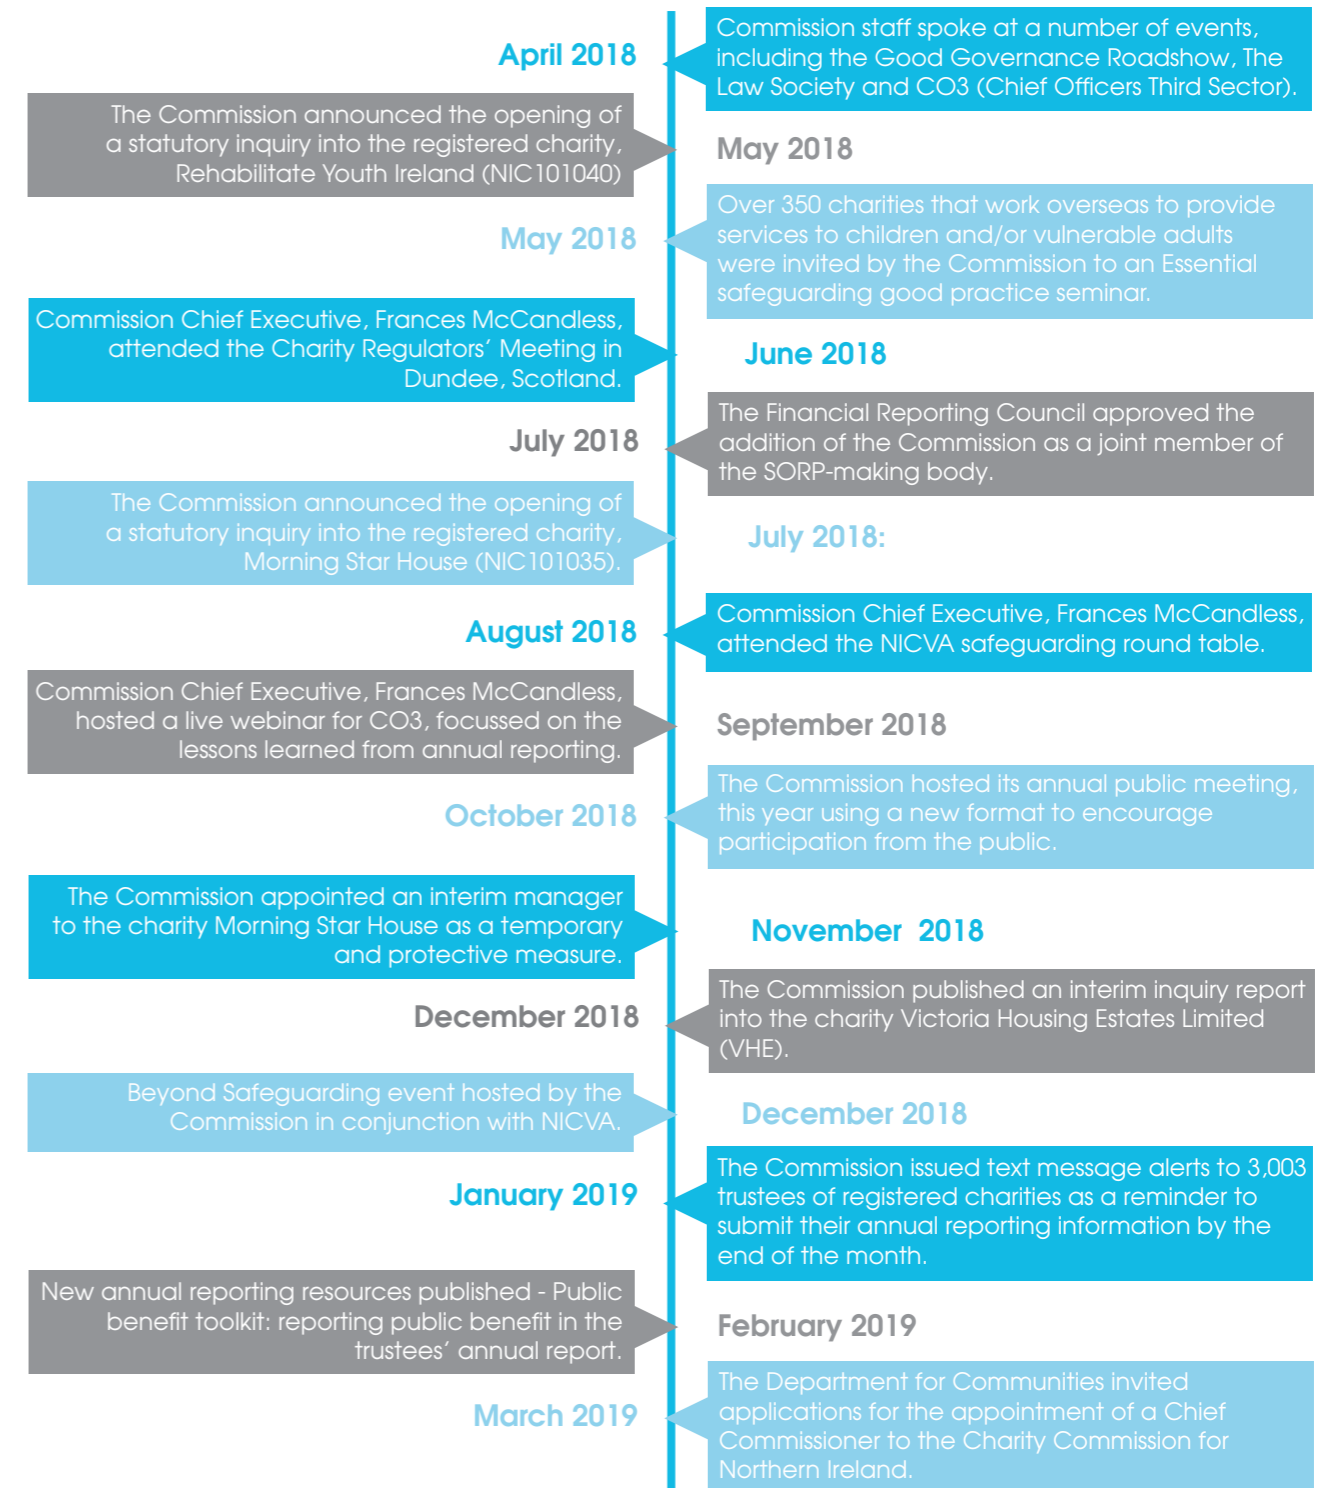 April 2018
Commission staff spoke at a number of events,
including the Good Governance Roadshow, The
Law Society and CO3 (Chief Officers Third Sector).
The Commission announced the opening of
a statutory inquiry into the registered charity,
Rehabilitate Youth Ireland (NIC101040)
May 2018
May 2018
Over 350 charities that work overseas to provide
services to children and/or vulnerable adults
were invited by the Commission to an Essential
safeguarding good practice seminar.
Commission Chief Executive, Frances McCandless,
attended the Charity Regulators’ Meeting in
Dundee, Scotland.
June 2018
July 2018
The Financial Reporting Council approved the
addition of the Commission as a joint member of
the SORP-making body.
The Commission announced the opening of
a statutory inquiry into the registered charity,
Morning Star House (NIC101035).
July 2018:
August 2018
Commission Chief Executive, Frances McCandless,
attended the NICVA safeguarding round table.
Commission Chief Executive, Frances McCandless,
hosted a live webinar for CO3, focussed on the
lessons learned from annual reporting.
September 2018
October 2018
The Commission hosted its annual public meeting,
this year using a new format to encourage
participation from the public.
The Commission appointed an interim manager
to the charity Morning Star House as a temporary
and protective measure.
November 2018
December 2018
The Commission published an interim inquiry report
into the charity Victoria Housing Estates Limited
(VHE).
Beyond Safeguarding event hosted by the
Commission in conjunction with NICVA.
December 2018
January 2019
The Commission issued text message alerts to 3,003
trustees of registered charities as a reminder to
submit their annual reporting information by the
end of the month.
New annual reporting resources published - Public
benefit toolkit: reporting public benefit in the
trustees’ annual report.
February 2019
March 2019
The Department for Communities invited
applications for the appointment of a Chief
Commissioner to the Charity Commission for
Northern Ireland.